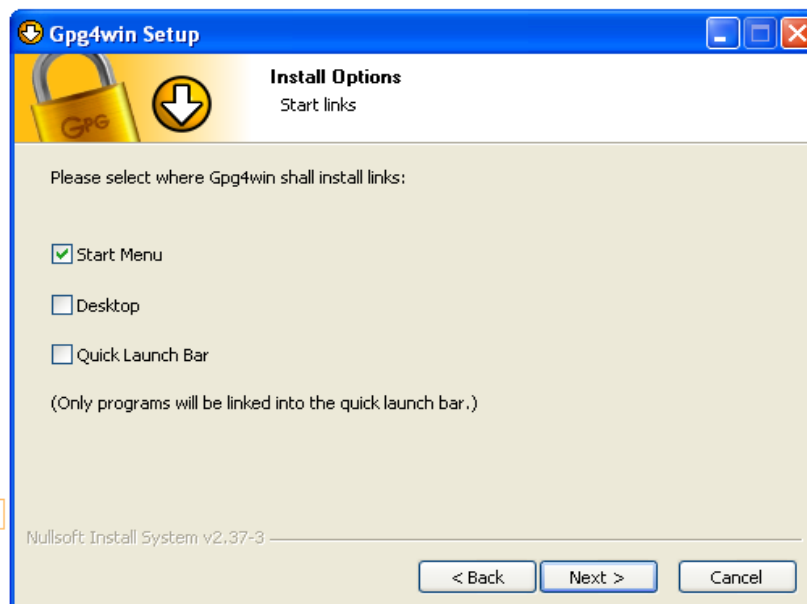 Gpg4win Setup
Install Options
Start links
GPG
Please select where Gpg4win shall install links:
Start Menu
Desktop
Quick Launch Bar
(Only programs will be linked into the quick launch bar.)
Nullsoft Install System v2.37-3
< Back
Next >
Cancel